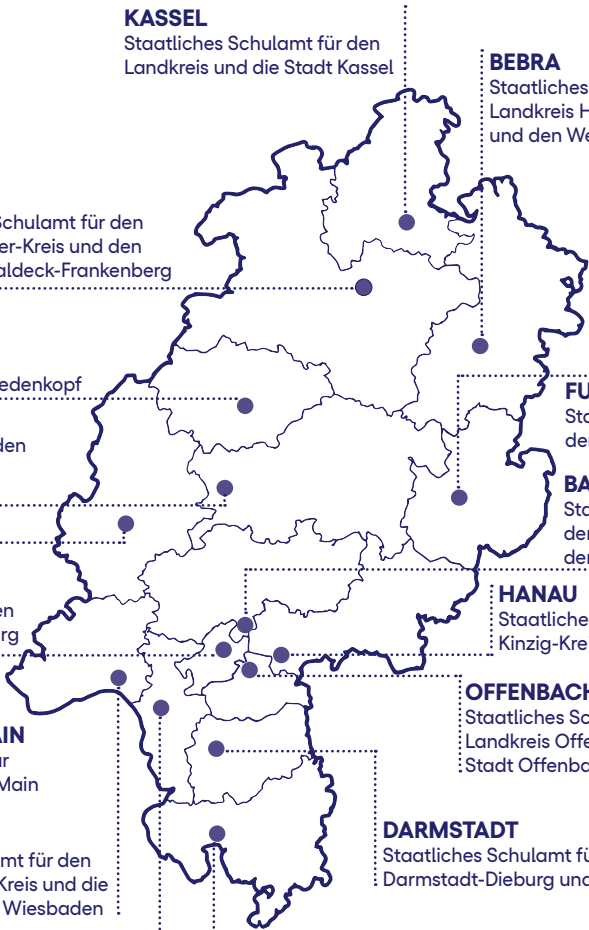 KASSEL
Staatliches Schulamt für den
Landkreis und die Stadt Kassel
BEBRA
Staatliches
Landkreis H
und den We
Schulamt für den
er-Kreis und den
aldeck-Frankenberg
edenkopf
den
FU
Sta
der
BA
Sta
der
der
en
rg
HANAU
Staatliche
Kinzig-Kre
OFFENBACH
Staatliches Sc
Landkreis Offe
Stadt Offenba
AIN
ür
Main
DARMSTADT
Staatliches Schulamt fü
Darmstadt-Dieburg und
mt für den
Kreis und die
Wiesbaden